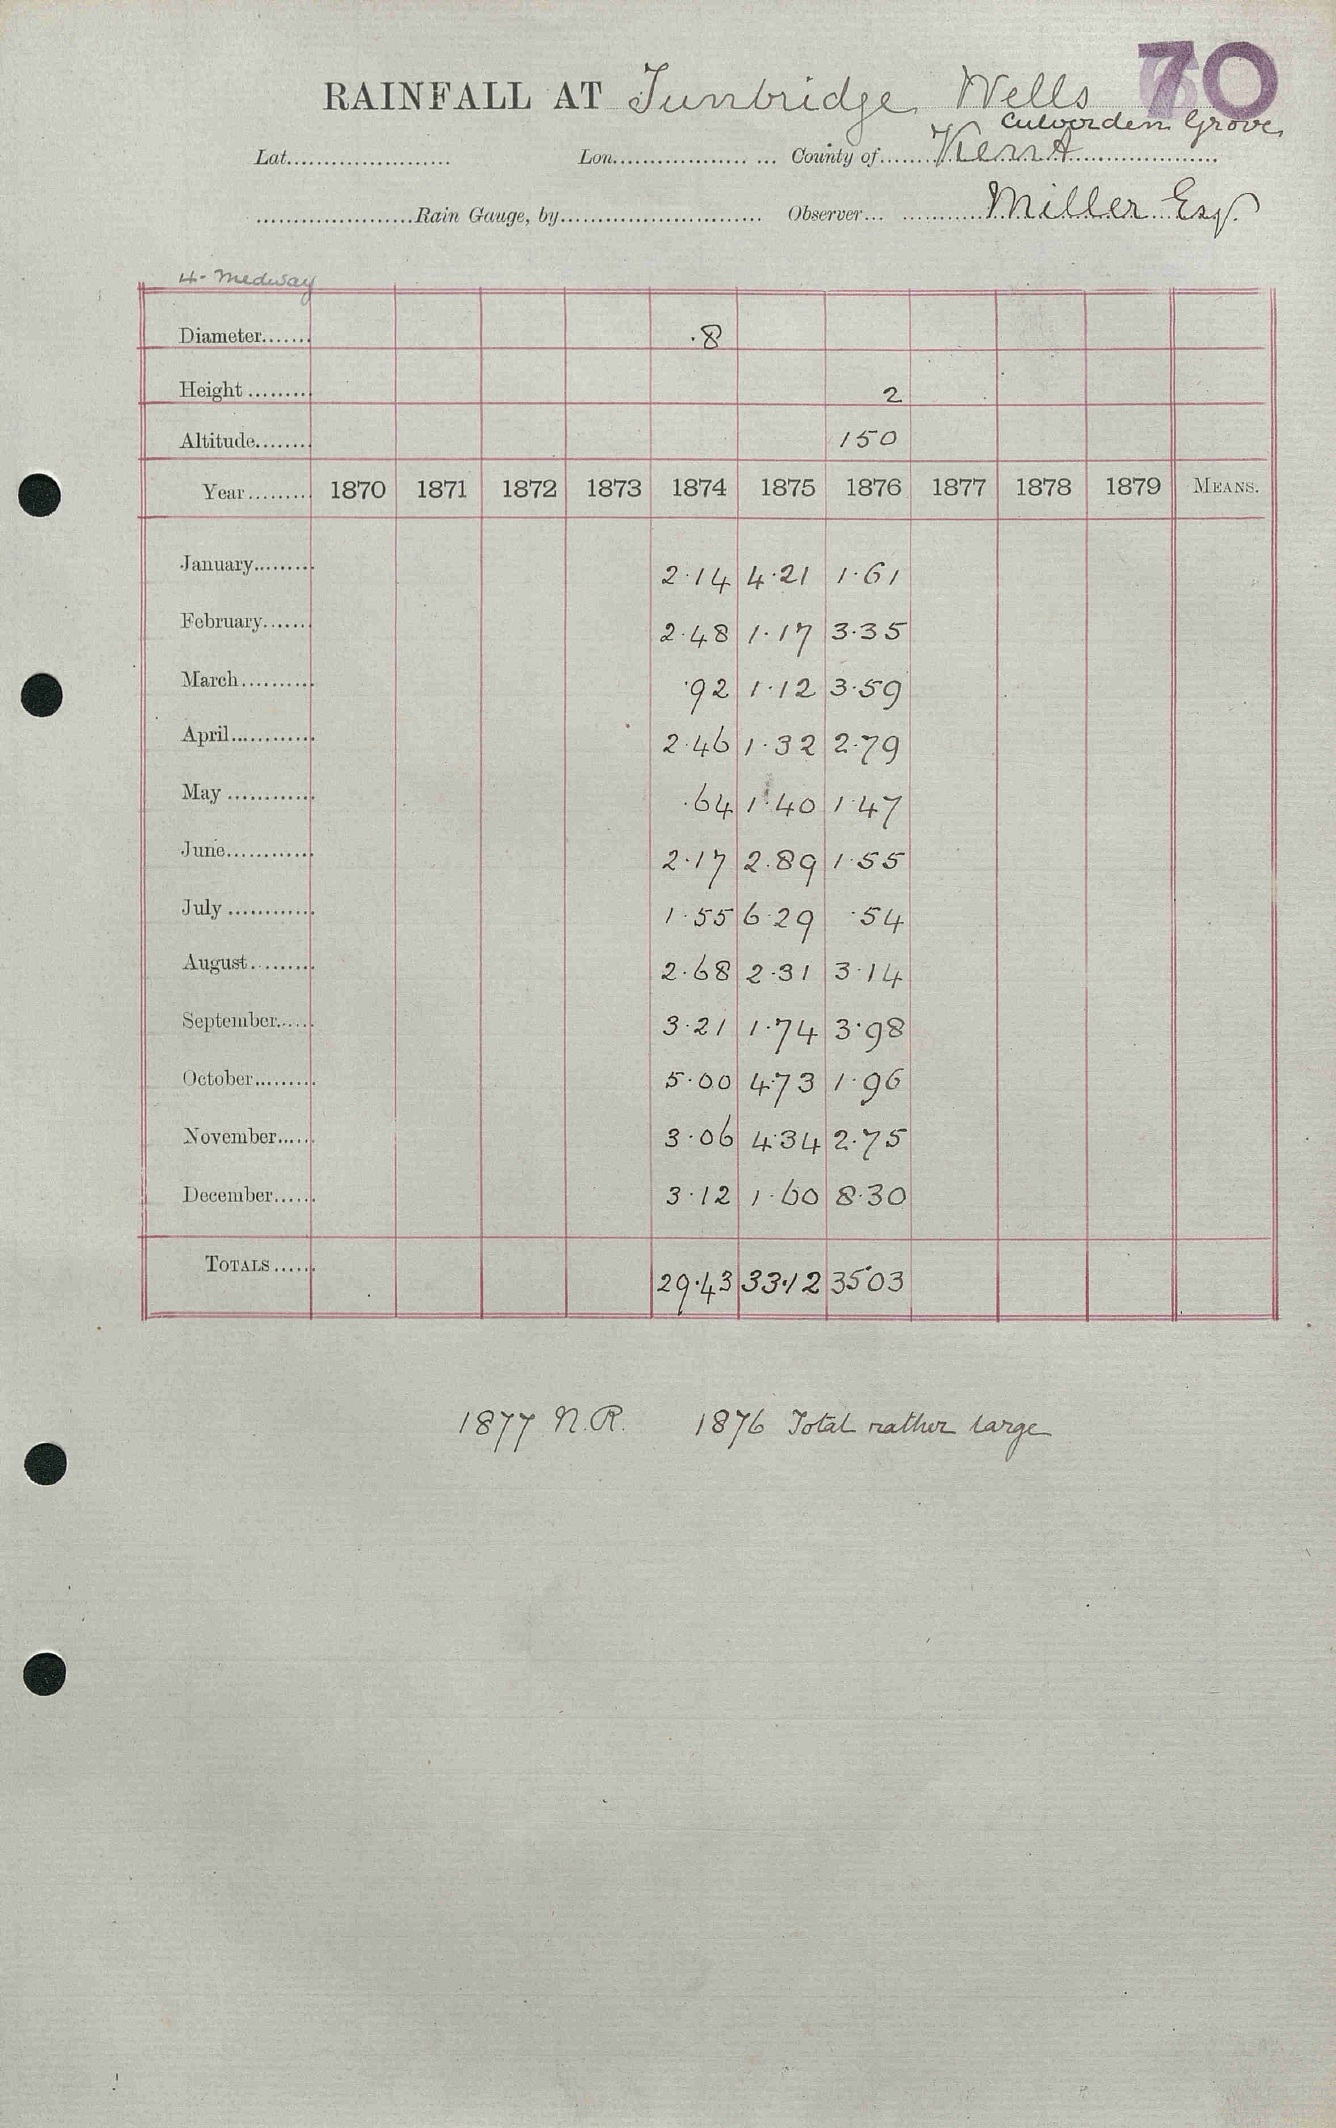 70
RAINFALL AT Tunbridge Wells
Culverden Grove
Lat...................... Lon................... ... County of........Kent....................
......................Rain Gauge, by............................ Observer... ............Miller Esq.
4 - Medway
Diameter....... .8
Height......... 2
Altitude........ 150
Year......... 1870 1871 1872 1873 1874 1875 1876 1877 1878 1879 MEANS.
January......... 2.14 4.21 1.61
February....... 2.48 1.17 3.35
March.......... .92 1.12 3.59
April............ 2.46 1.32 2.79
May ............ .64 1.40 1.47
June............ 2.17 2.89 1.55
July ............ 1.55 6.29 .54
August......... 2.68 2.31 3.14
September...... 3.21 1.74 3.98
October......... 5.00 4.73 1.96
November...... 3.06 4.34 2.75
December...... 3.12 1.60 8.30
TOTALS...... 29.43 33.12 35.03
1877 N.R. 1876 Total rather large